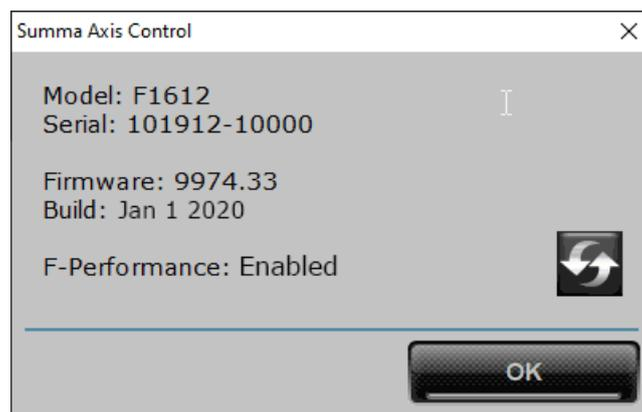 Summa Axis Control
Model: F1612
Serial: 101912-10000
Firmware: 9974.33
Build: Jan 1 2020
F-Performance: Enabled
OK